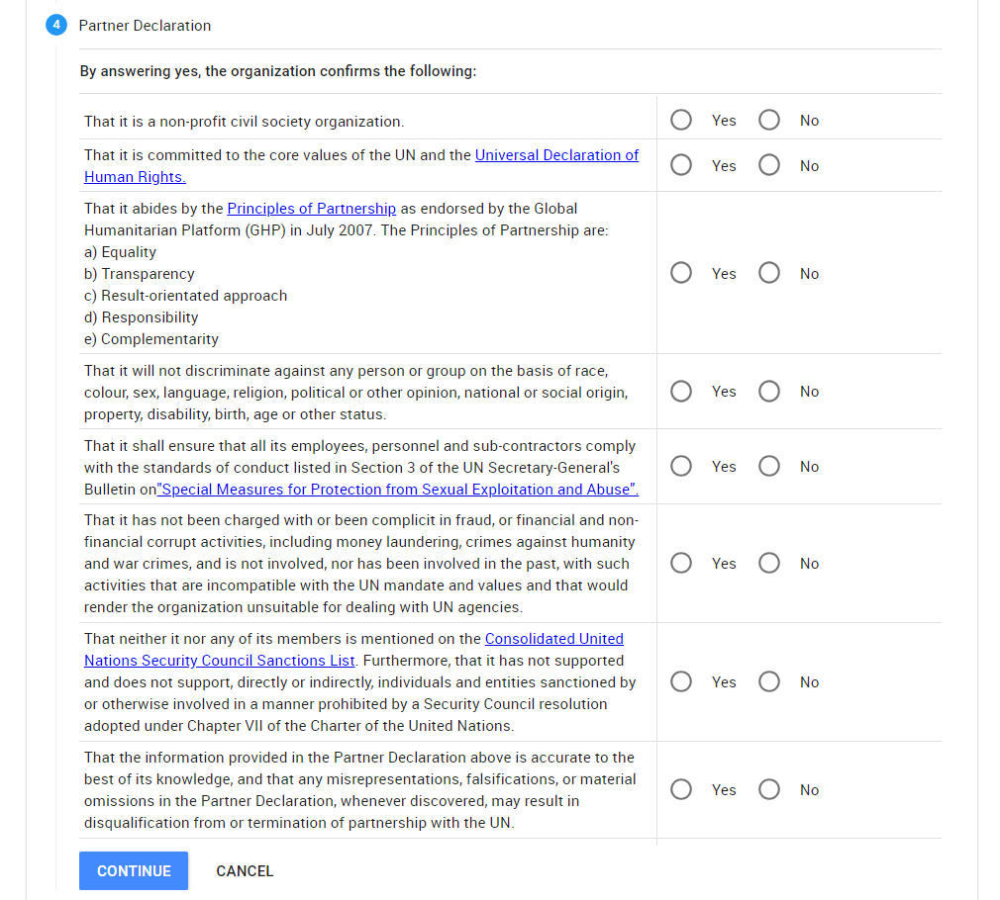 4 Partner Declaration
By answering yes, the organization confirms the following:
That it is a non-profit civil society organization. Yes No
That it is committed to the core values of the UN and the Universal Declaration of
Human Rights.
Yes No
That it abides by the Principles of Partnership as endorsed by the Global
Humanitarian Platform (GHP) in July 2007. The Principles of Partnership are:
a) Equality
b) Transparency
c) Result-orientated approach
d) Responsibility
e) Complementarity
Yes No
That it will not discriminate against any person or group on the basis of race,
colour, sex, language, religion, political or other opinion, national or social origin,
property, disability, birth, age or other status.
Yes No
That it shall ensure that all its employees, personnel and sub-contractors comply
with the standards of conduct listed in Section 3 of the UN Secretary-General's
Bulletin on"Special Measures for Protection from Sexual Exploitation and Abuse".
Yes No
That it has not been charged with or been complicit in fraud, or financial and non-
financial corrupt activities, including money laundering, crimes against humanity
and war crimes, and is not involved, nor has been involved in the past, with such
activities that are incompatible with the UN mandate and values and that would
render the organization unsuitable for dealing with UN agencies.
Yes No
That neither it nor any of its members is mentioned on the Consolidated United
Nations Security Council Sanctions List. Furthermore, that it has not supported
and does not support, directly or indirectly, individuals and entities sanctioned by
or otherwise involved in a manner prohibited by a Security Council resolution
adopted under Chapter VII of the Charter of the United Nations.
Yes No
That the information provided in the Partner Declaration above is accurate to the
best of its knowledge, and that any misrepresentations, falsifications, or material
omissions in the Partner Declaration, whenever discovered, may result in
disqualification from or termination of partnership with the UN.
Yes No
CONTINUE CANCEL